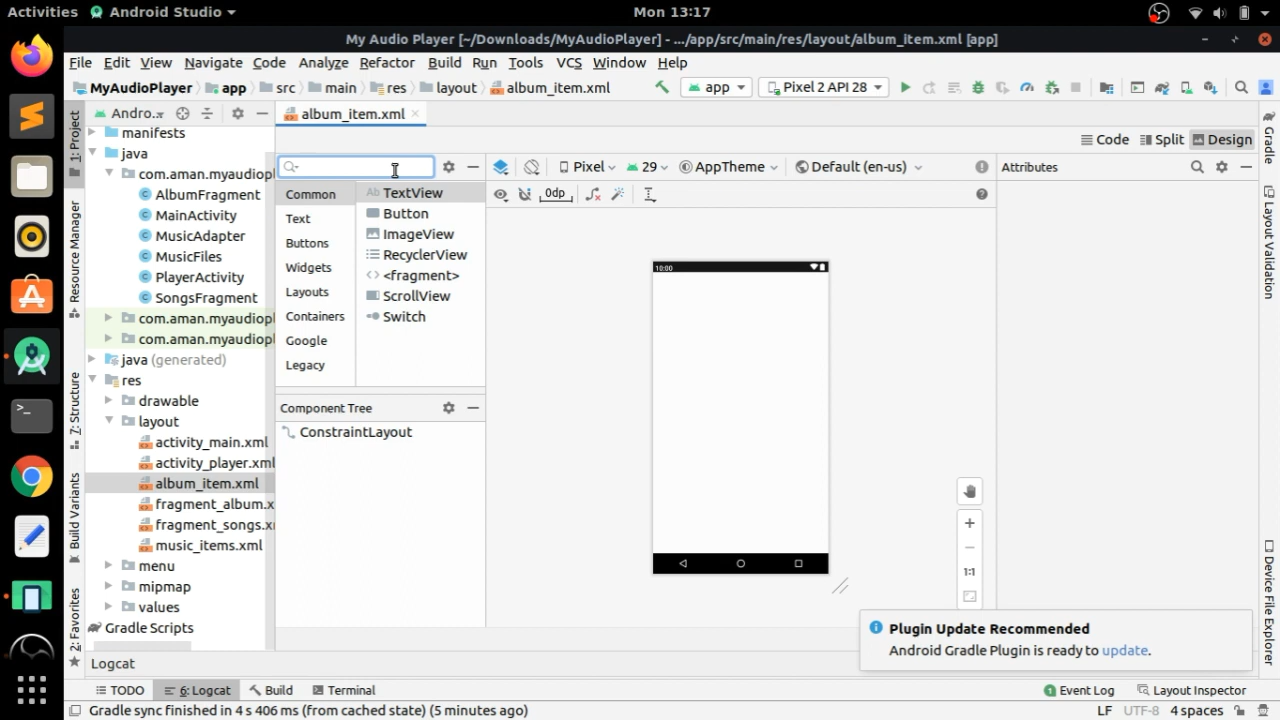 Activities Android Studio Mon 13:17
My Audio Player [~/Downloads/MyAudioPlayer] - .../app/src/main/res/layout/album_item.xml [app]
File Edit View Navigate Code Analyze Refactor Build Run Tools VCS Window Help
MyAudioPlayer app src main res layout album_item.xml app Pixel 2 API 28
1: Project Andro.. album_item.xml Gradle
Code Split Design
Pixel 29 AppTheme Default (en-us) Attributes
manifests
java
com.aman.myaudiopl
AlbumFragment
MainActivity
MusicAdapter
MusicFiles
PlayerActivity
SongsFragment
com.aman.myaudiopl
com.aman.myaudiopl
java (generated)
res
drawable
layout
activity_main.xml
activity_player.xml
album_item.xml
fragment_album.x
fragment_songs.x
music_items.xml
menu
mipmap
values
Gradle Scripts
Resource Manager
7: Structure
Build Variants
2: Favorites
Common
Text
Buttons
Widgets
Layouts
Containers
Google
Legacy
Ab TextView
Button
ImageView
RecyclerView
<fragment>
ScrollView
Switch
Component Tree
ConstraintLayout
0dp
10:00
1:1
Layout Validation
Device File Explorer
Plugin Update Recommended
Android Gradle Plugin is ready to update.
Logcat
TODO 6: Logcat Build Terminal Event Log Layout Inspector
Gradle sync finished in 4 s 406 ms (from cached state) (5 minutes ago) LF UTF-8 4 spaces